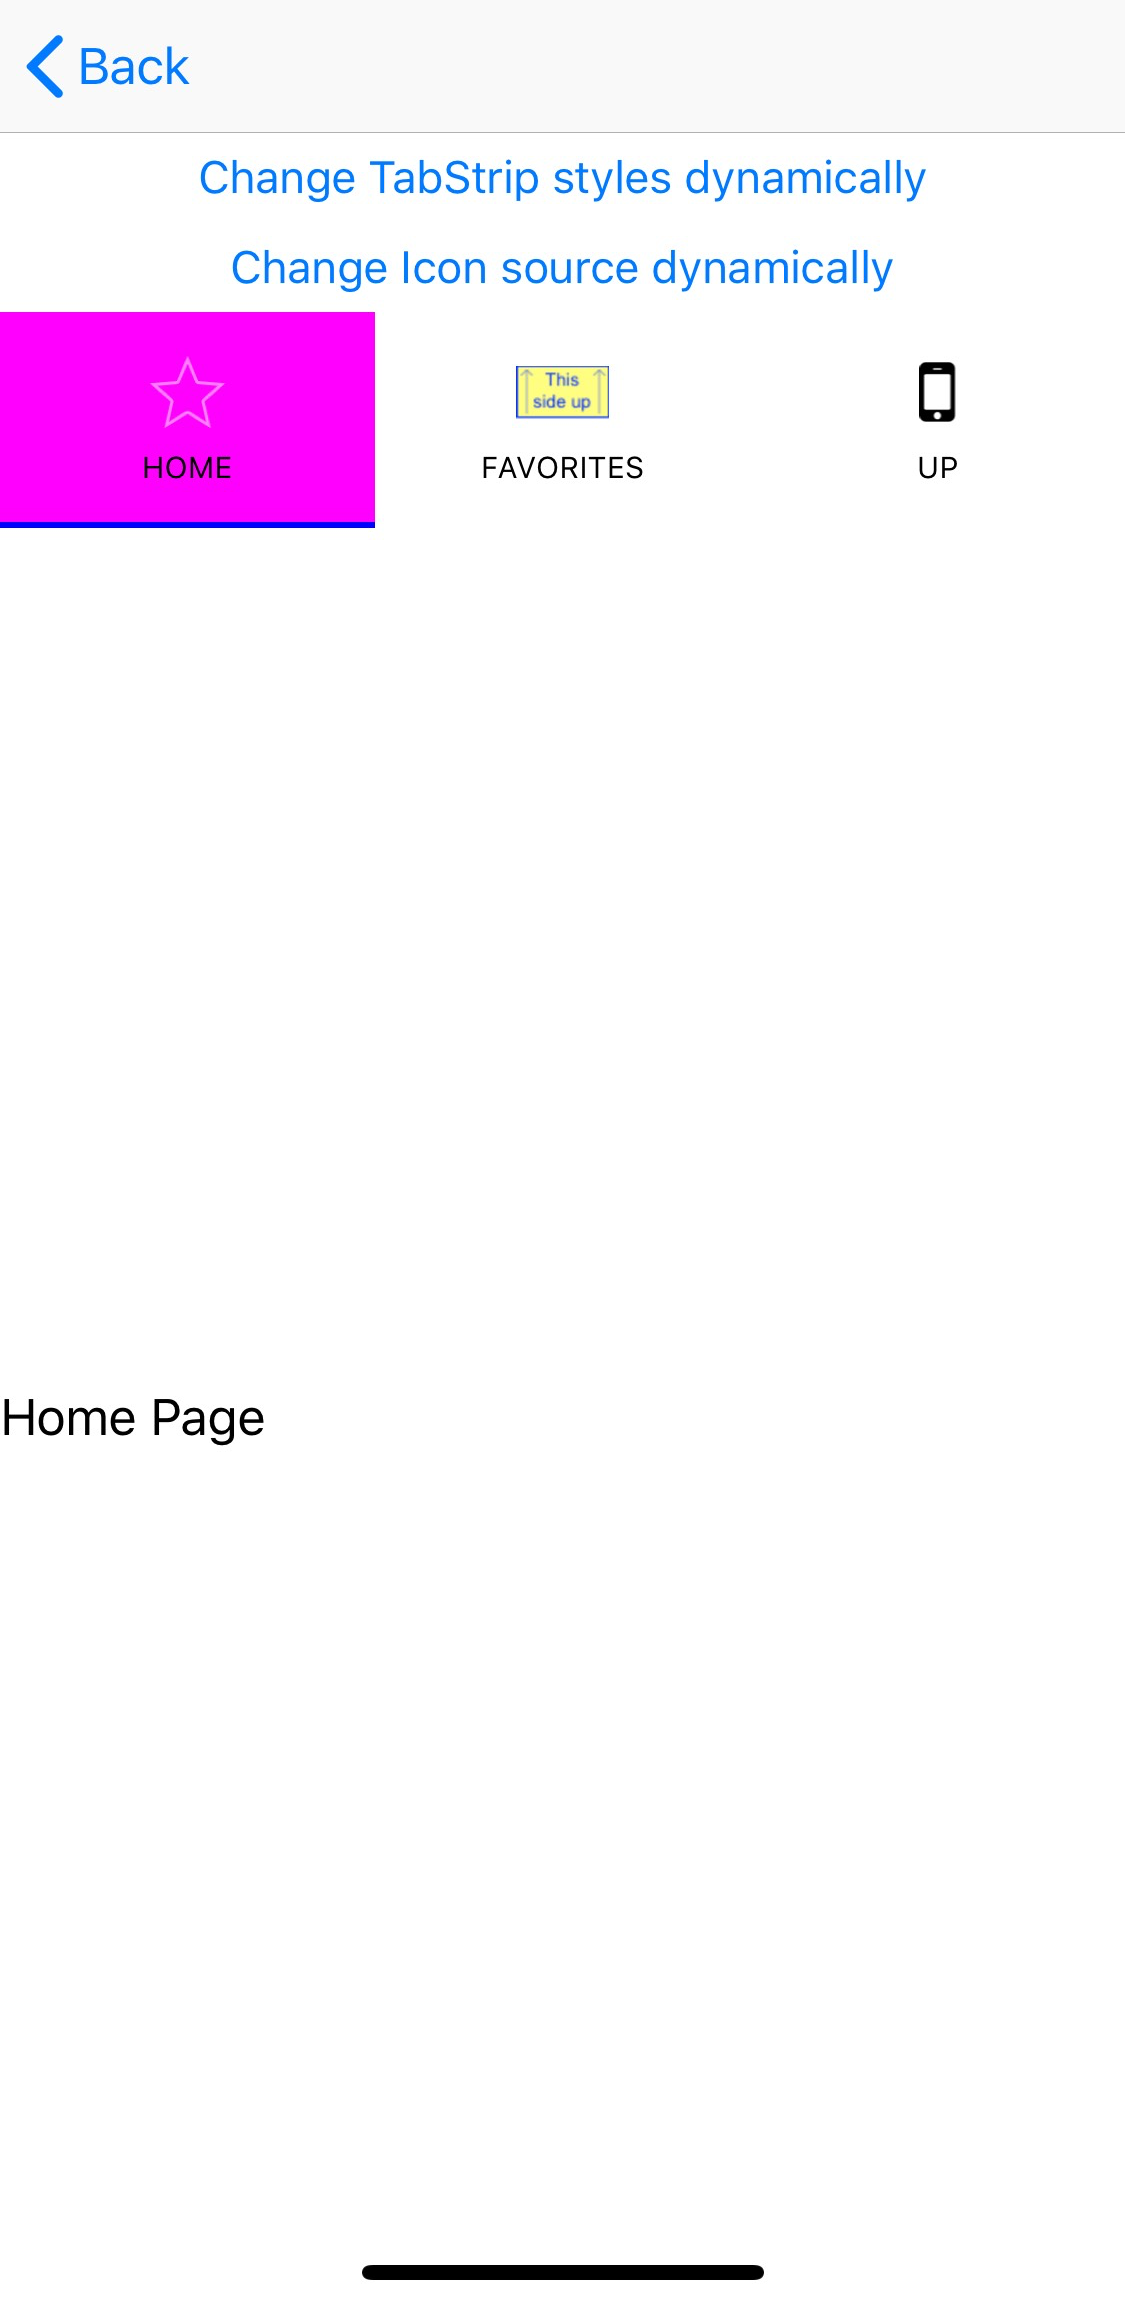 Back
Change TabStrip styles dynamically
Change Icon source dynamically
This
side up
HOME
FAVORITES
UP
Home Page